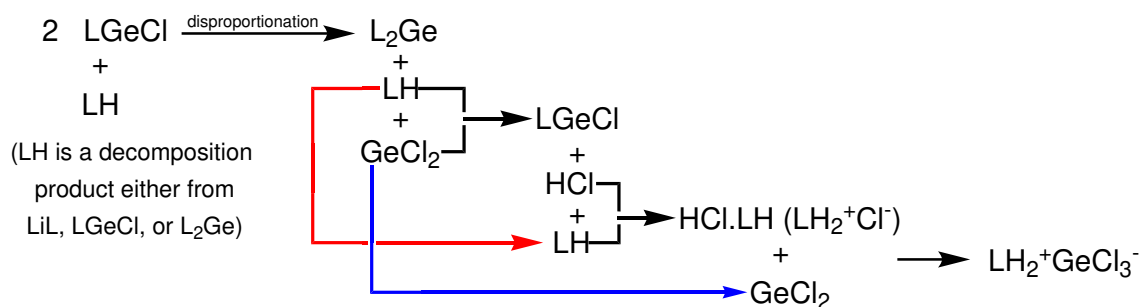 2 LGeCl disproportionation L₂Ge
+ +
LH LH
+ LGeCl
(LH is a decomposition GeCl₂ +
product either from HCl
LiL, LGeCl, or L₂Ge) + HCl.LH (LH₂⁺Cl⁻)
LH + LH₂⁺GeCl₃⁻
GeCl₂